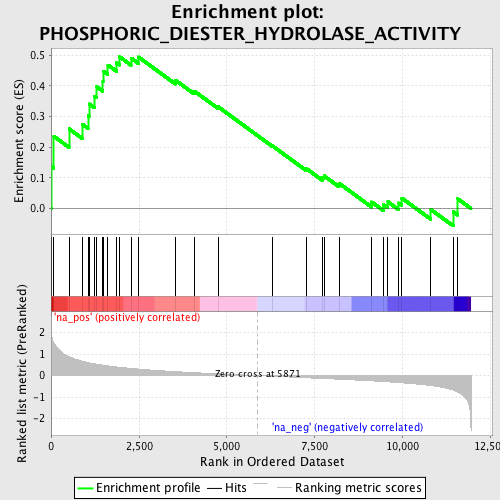 Enrichment plot:
PHOSPHORIC_DIESTER_HYDROLASE_ACTIVITY
Enrichment score (ES)
0.5
0.4
0.3
0.2
0.1
0.0
'na_pos' (positively correlated)
Ranked list metric (PreRanked)
2
1
0
-1
-2
Zero cross at 5871
'na_neg' (negatively correlated)
0
2,500
5,000
7,500
10,000
12,50
Rank in Ordered Dataset
Enrichment profile
Hits
Ranking metric scores